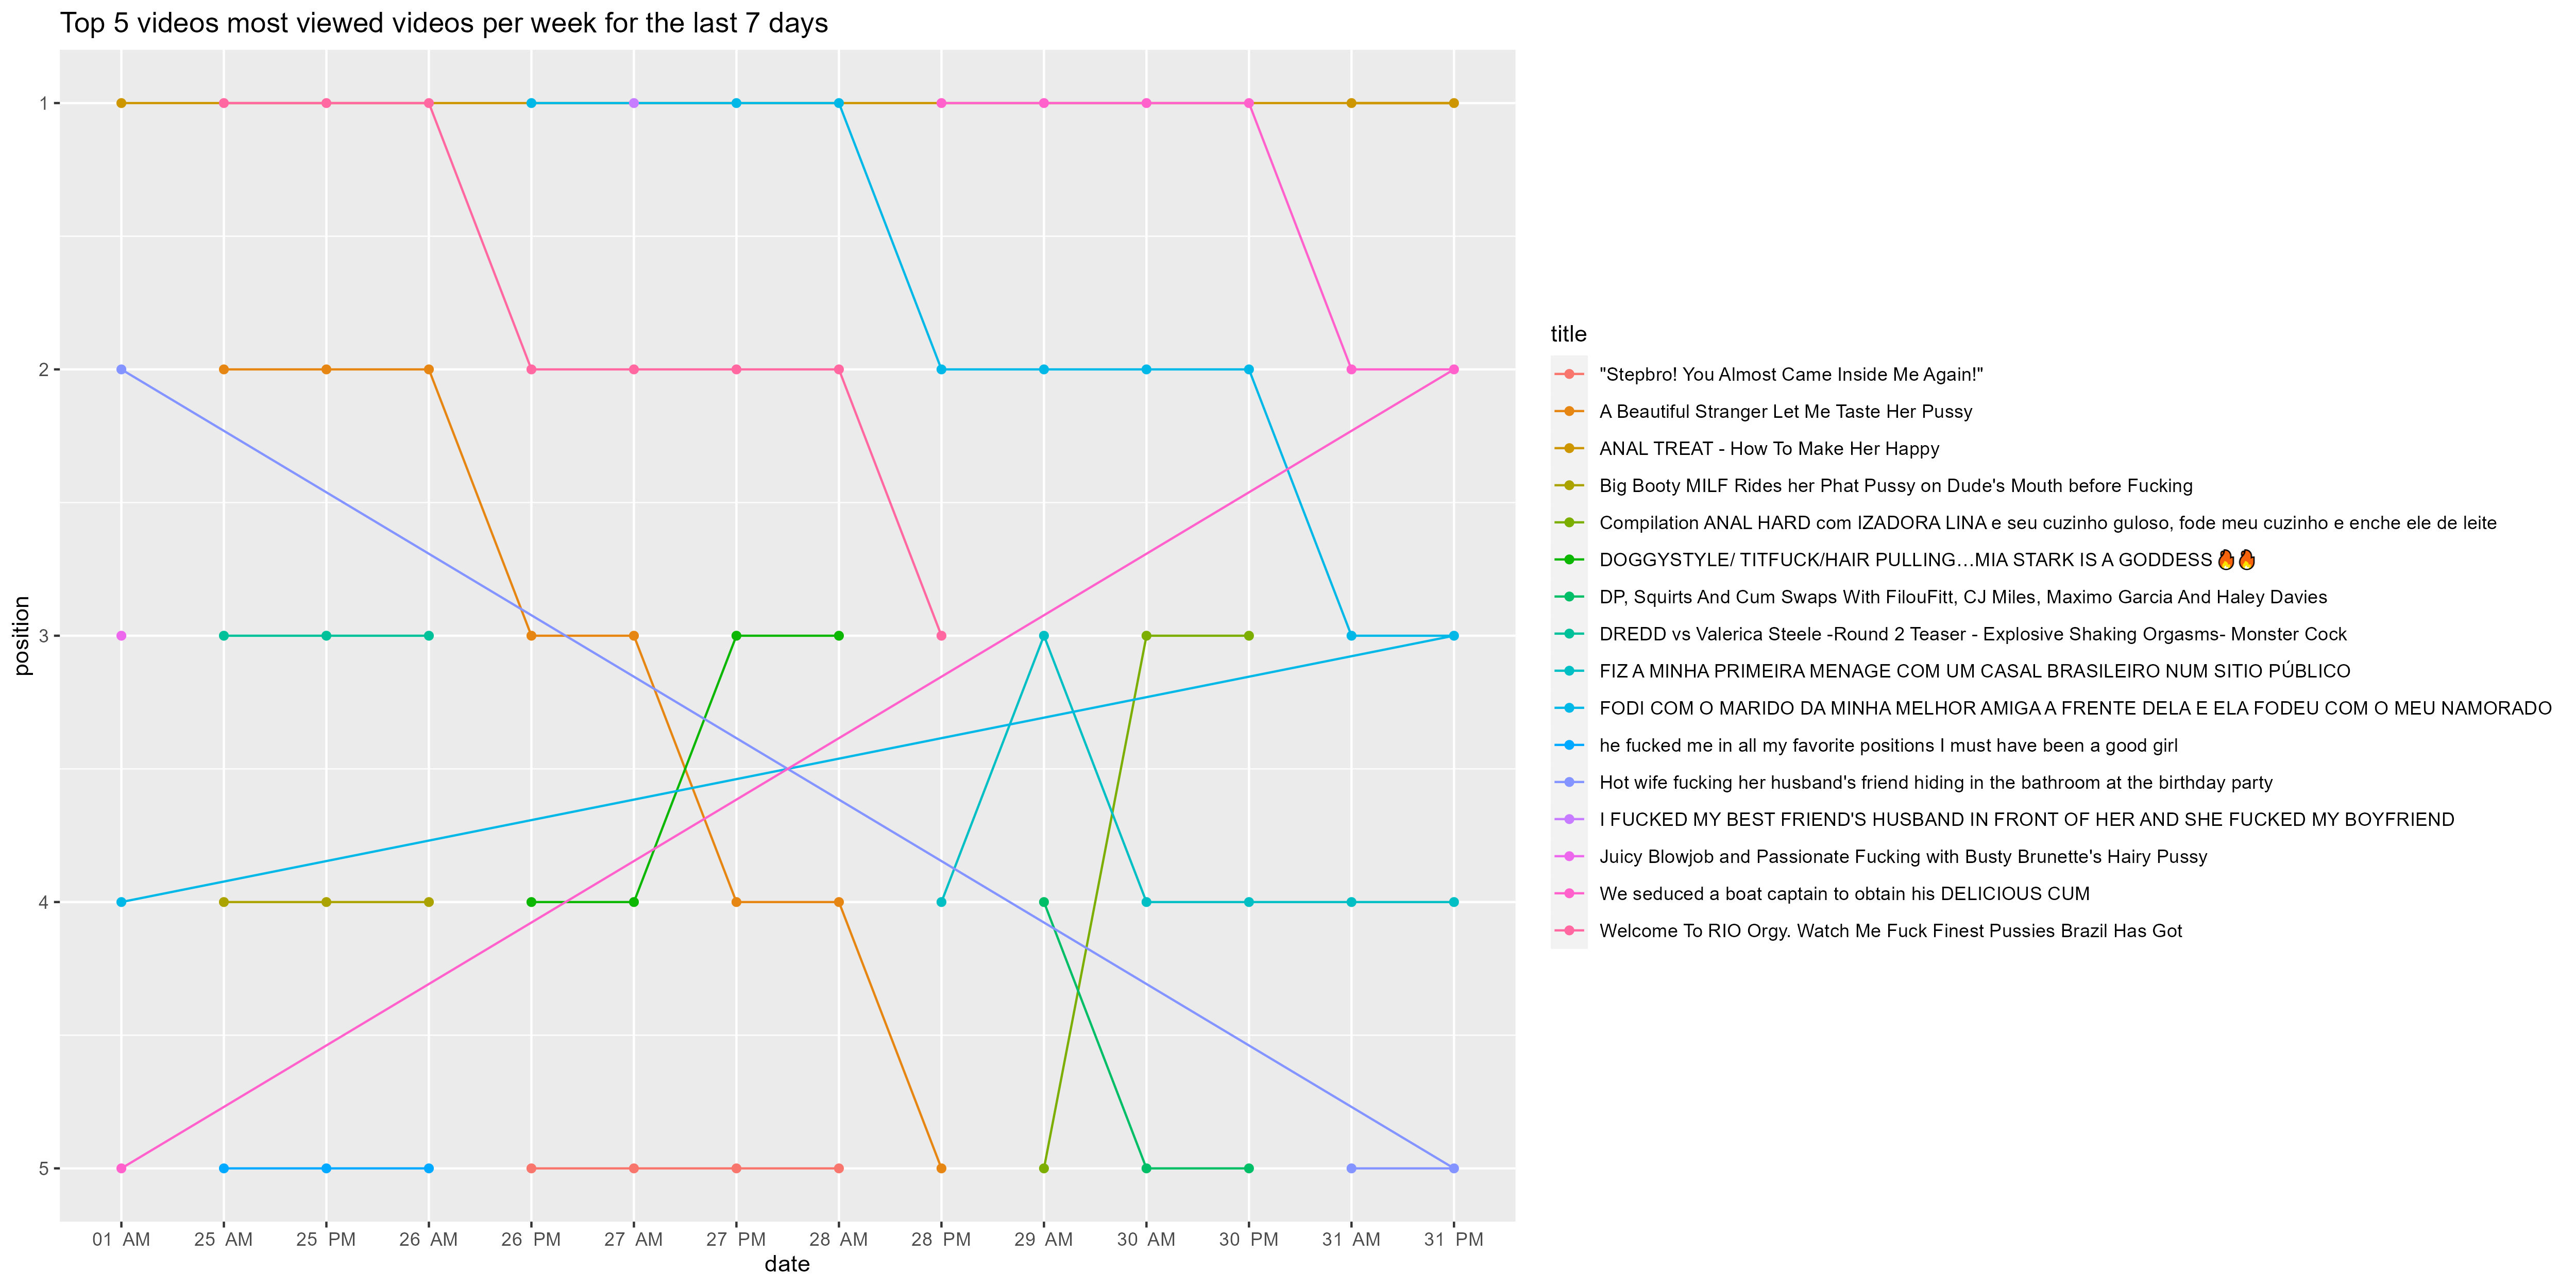 Top 5 videos most viewed videos per week for the last 7 days
position
1
2
3
4
5
01 AM 25 AM 25 PM 26 AM 26 PM 27 AM 27 PM 28 AM 28 PM 29 AM 30 AM 30 PM 31 AM 31 PM
date
title
"Stepbro! You Almost Came Inside Me Again!"
A Beautiful Stranger Let Me Taste Her Pussy
ANAL TREAT - How To Make Her Happy
Big Booty MILF Rides her Phat Pussy on Dude's Mouth before Fucking
Compilation ANAL HARD com IZADORA LINA e seu cuzinho guloso, fode meu cuzinho e enche ele de leite
DOGGYSTYLE/ TITFUCK/HAIR PULLING…MIA STARK IS A GODDESS 🔥🔥
DP, Squirts And Cum Swaps With FilouFitt, CJ Miles, Maximo Garcia And Haley Davies
DREDD vs Valerica Steele -Round 2 Teaser - Explosive Shaking Orgasms- Monster Cock
FIZ A MINHA PRIMEIRA MENAGE COM UM CASAL BRASILEIRO NUM SITIO PÚBLICO
FODI COM O MARIDO DA MINHA MELHOR AMIGA A FRENTE DELA E ELA FODEU COM O MEU NAMORADO
he fucked me in all my favorite positions I must have been a good girl
Hot wife fucking her husband's friend hiding in the bathroom at the birthday party
I FUCKED MY BEST FRIEND'S HUSBAND IN FRONT OF HER AND SHE FUCKED MY BOYFRIEND
Juicy Blowjob and Passionate Fucking with Busty Brunette's Hairy Pussy
We seduced a boat captain to obtain his DELICIOUS CUM
Welcome To RIO Orgy. Watch Me Fuck Finest Pussies Brazil Has Got